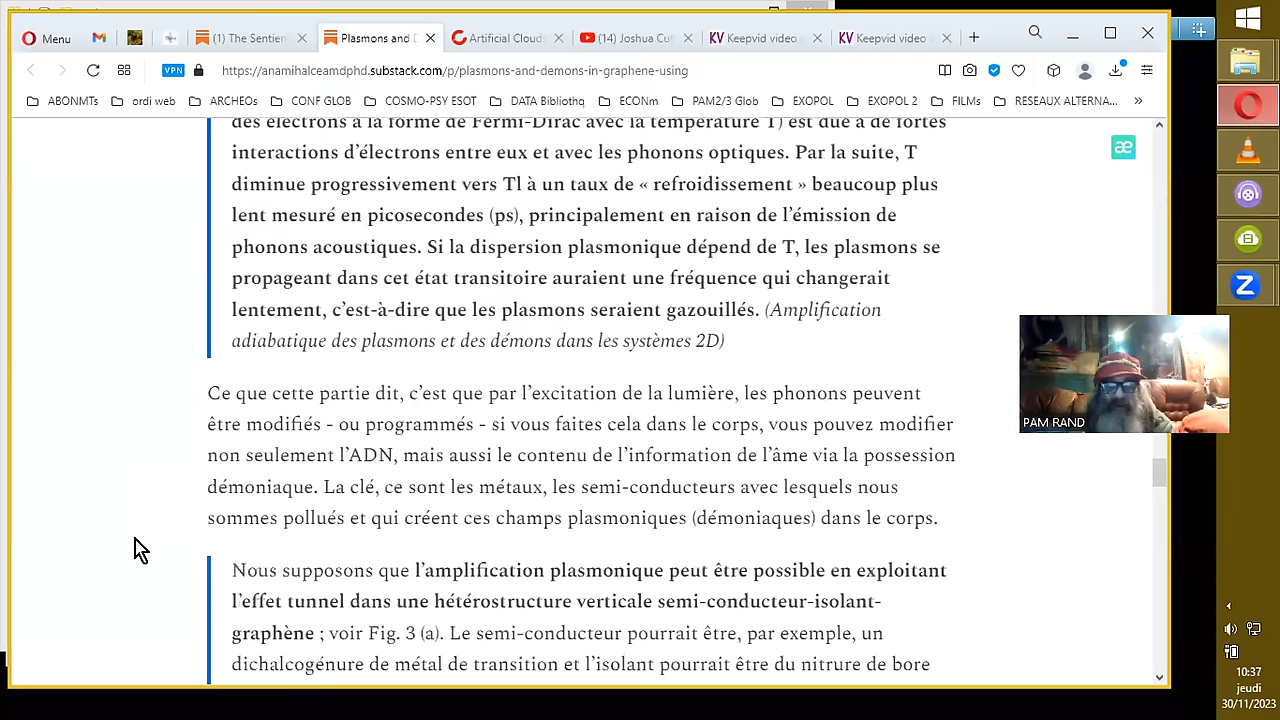 Menu
(1) The Sentien
Plasmons and D
Artificial Cloud
(14) Joshua Cut
Keepvid video
Keepvid video
VPN
https://anamihalceamdphd.substack.com/p/plasmons-and-demons-in-graphene-using
ABONMTs
ordi web
ARCHEOs
CONF GLOB
COSMO-PSY ESOT
DATA Bibliothq
ECONm
PAM2/3 Glob
EXOPOL
EXOPOL 2
FILMs
RESEAUX ALTERNA...
des électrons à la forme de Fermi-Dirac avec la température T) est due à de fortes
interactions d'électrons entre eux et avec les phonons optiques. Par la suite, T
diminue progressivement vers Tl à un taux de « refroidissement » beaucoup plus
lent mesuré en picosecondes (ps), principalement en raison de l'émission de
phonons acoustiques. Si la dispersion plasmonique dépend de T, les plasmons se
propageant dans cet état transitoire auraient une fréquence qui changerait
lentement, c'est-à-dire que les plasmons seraient gazouillés. (Amplification
adiabatique des plasmons et des démons dans les systèmes 2D)
Ce que cette partie dit, c'est que par l'excitation de la lumière, les phonons peuvent
être modifiés - ou programmés - si vous faites cela dans le corps, vous pouvez modifier
non seulement l'ADN, mais aussi le contenu de l'information de l'âme via la possession
démoniaque. La clé, ce sont les métaux, les semi-conducteurs avec lesquels nous
sommes pollués et qui créent ces champs plasmoniques (démoniaques) dans le corps.
Nous supposons que l'amplification plasmonique peut être possible en exploitant
l'effet tunnel dans une hétérostructure verticale semi-conducteur-isolant-
graphène ; voir Fig. 3 (a). Le semi-conducteur pourrait être, par exemple, un
dichalcogénure de métal de transition et l'isolant pourrait être du nitrure de bore
æ
PAM RAND
10:37
jeudi
30/11/2023